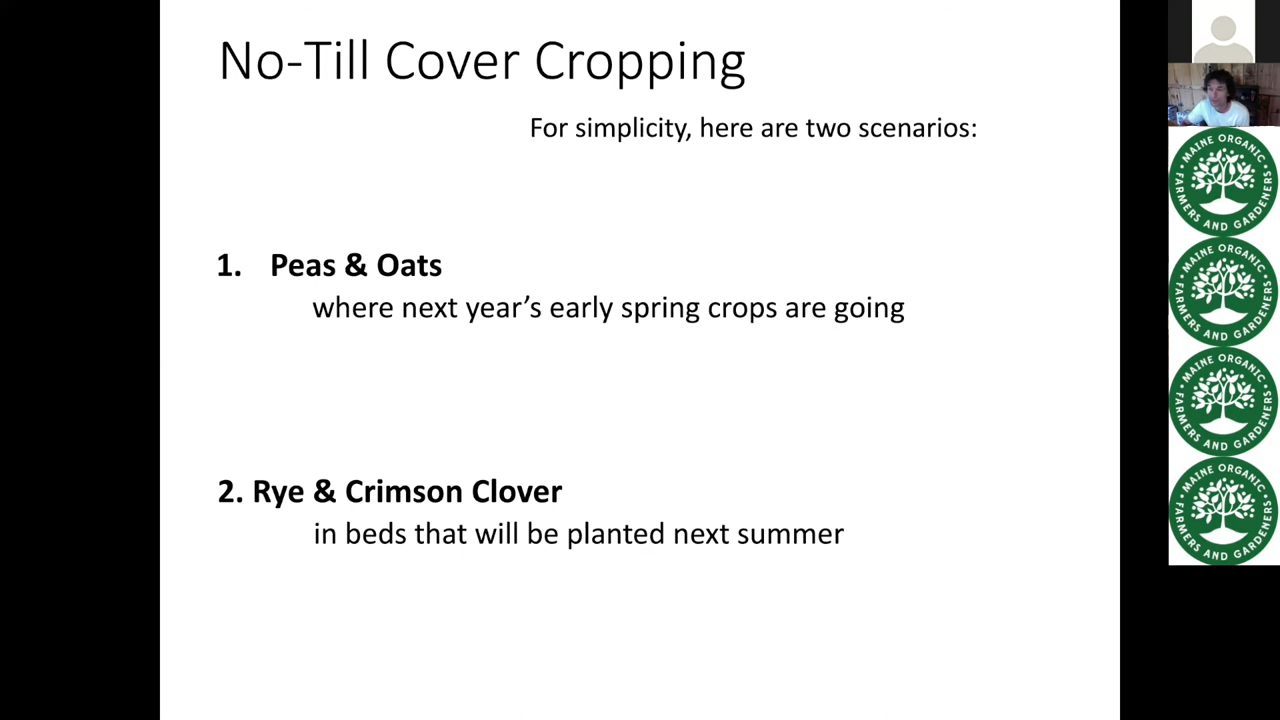 No-Till Cover Cropping
For simplicity, here are two scenarios:
1. Peas & Oats
where next year’s early spring crops are going
2. Rye & Crimson Clover
in beds that will be planted next summer
MAINE ORGANIC
FARMERS AND GARDENERS
MAINE ORGANIC
FARMERS AND GARDENERS
MAINE ORGANIC
FARMERS AND GARDENERS
MAINE ORGANIC
FARMERS AND GARDENERS